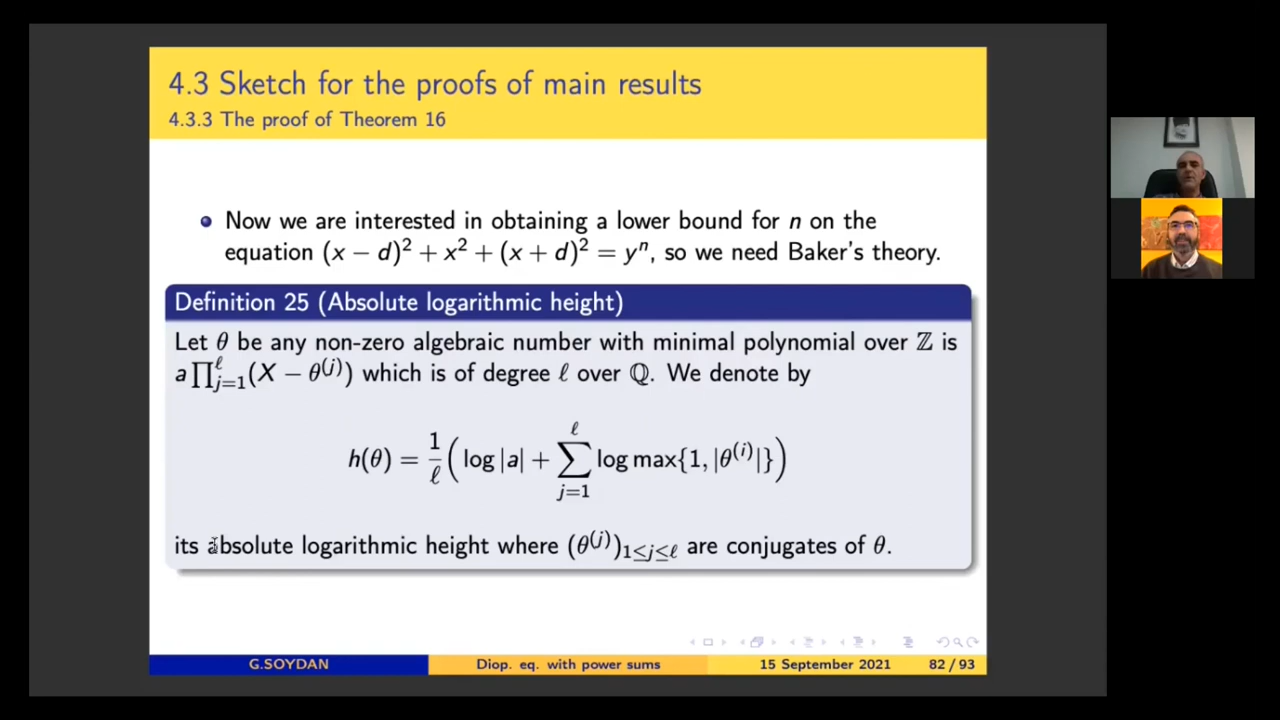 4.3 Sketch for the proofs of main results
4.3.3 The proof of Theorem 16
Now we are interested in obtaining a lower bound for n on the
equation (x − d)² + x² + (x + d)² = yⁿ, so we need Baker's theory.
Definition 25 (Absolute logarithmic height)
Let θ be any non-zero algebraic number with minimal polynomial over ℤ is
a∏_{j=1}^{ℓ}(X − θ^{(j)}) which is of degree ℓ over ℚ. We denote by
h(θ) = \frac{1}{ℓ}(log |a| + ∑_{j=1}^{ℓ} log max{1, |θ^{(i)}|})
its absolute logarithmic height where (θ^{(j)})_{1≤j≤ℓ} are conjugates of θ.
G.SOYDAN Diop. eq. with power sums 15 September 2021 82 / 93